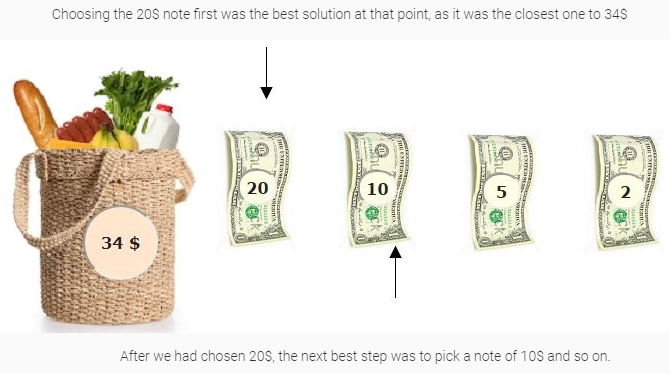 Choosing the 20$ note first was the best solution at that point, as it was the closest one to 34$
34 $
20
10
5
2
After we had chosen 20$, the next best step was to pick a note of 10$ and so on.